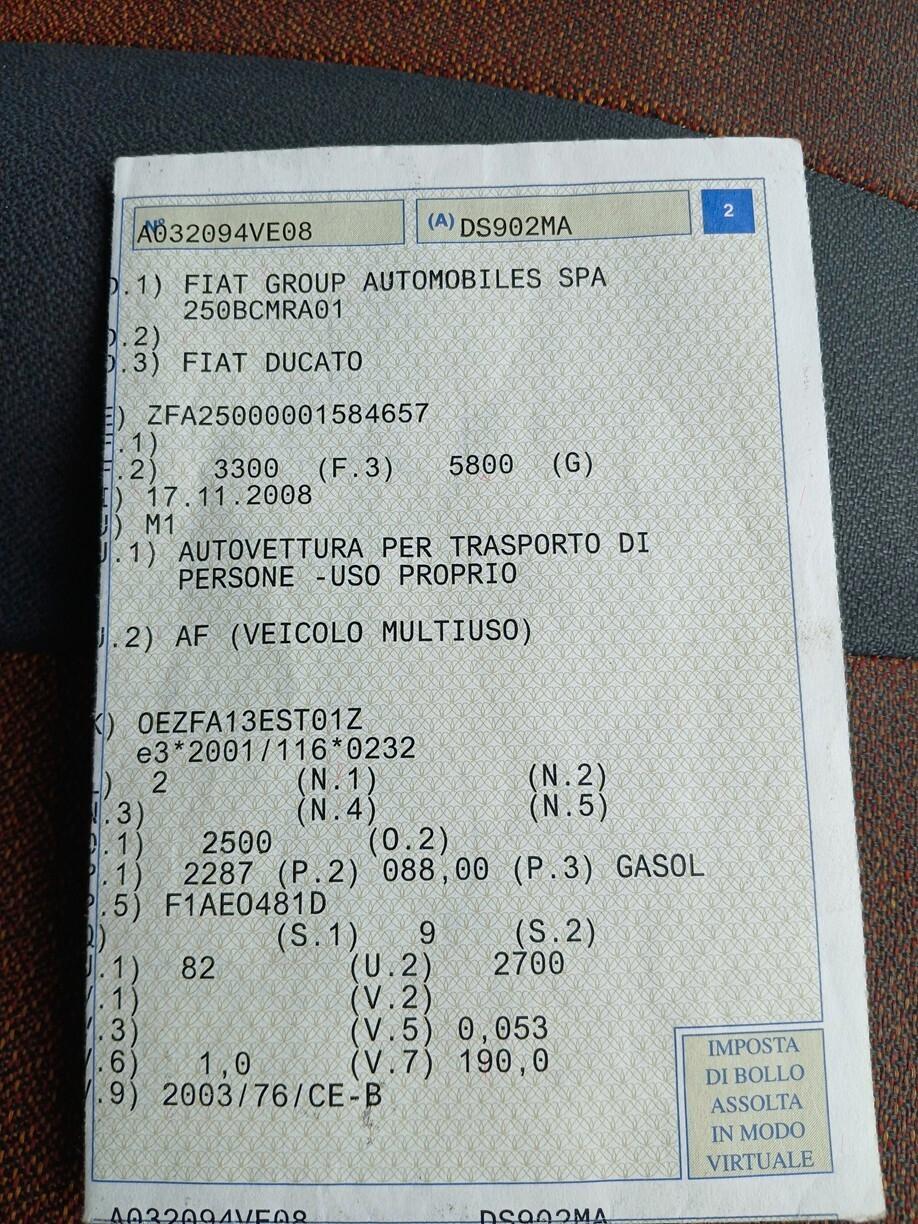 Nº A032094VE08 (A) DS902MA 2
.1) FIAT GROUP AUTOMOBILES SPA
250BCMRA01
.2)
.3) FIAT DUCATO
E) ZFA25000001584657
.1)
.2) 3300 (F.3) 5800 (G)
I) 17.11.2008
J) M1
J.1) AUTOVETTURA PER TRASPORTO DI
PERSONE -USO PROPRIO
J.2) AF (VEICOLO MULTIUSO)
K) OEZFA13EST01Z
e3*2001/116*0232
) 2 (N.1) (N.2)
N.3) (N.4) (N.5)
.1) 2500 (O.2)
P.1) 2287 (P.2) 088,00 (P.3) GASOL
P.5) F1AE0481D
Q) (S.1) 9 (S.2)
U.1) 82 (U.2) 2700
.1) (V.2)
.3) (V.5) 0,053
.6) 1,0 (V.7) 190,0
.9) 2003/76/CE-B
IMPOSTA
DI BOLLO
ASSOLTA
IN MODO
VIRTUALE
A032094VE08 DS902MA